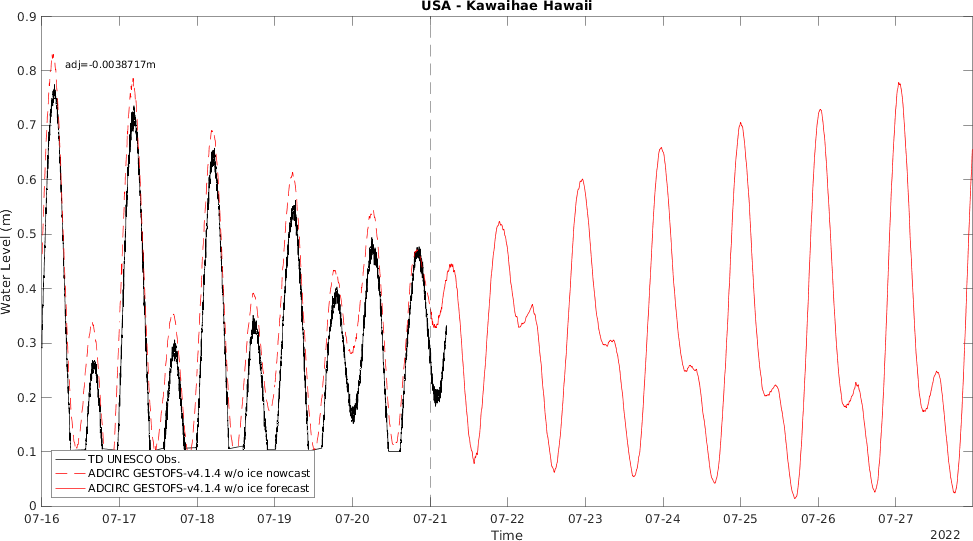 USA - Kawaihae Hawaii
adj=-0.0038717m
Water Level (m)
0.9
0.8
0.7
0.6
0.5
0.4
0.3
0.2
0.1
0
TD UNESCO Obs.
ADCIRC GESTOFS-v4.1.4 w/o ice nowcast
ADCIRC GESTOFS-v4.1.4 w/o ice forecast
07-16 07-17 07-18 07-19 07-20 07-21 07-22 07-23 07-24 07-25 07-26 07-27
Time
2022